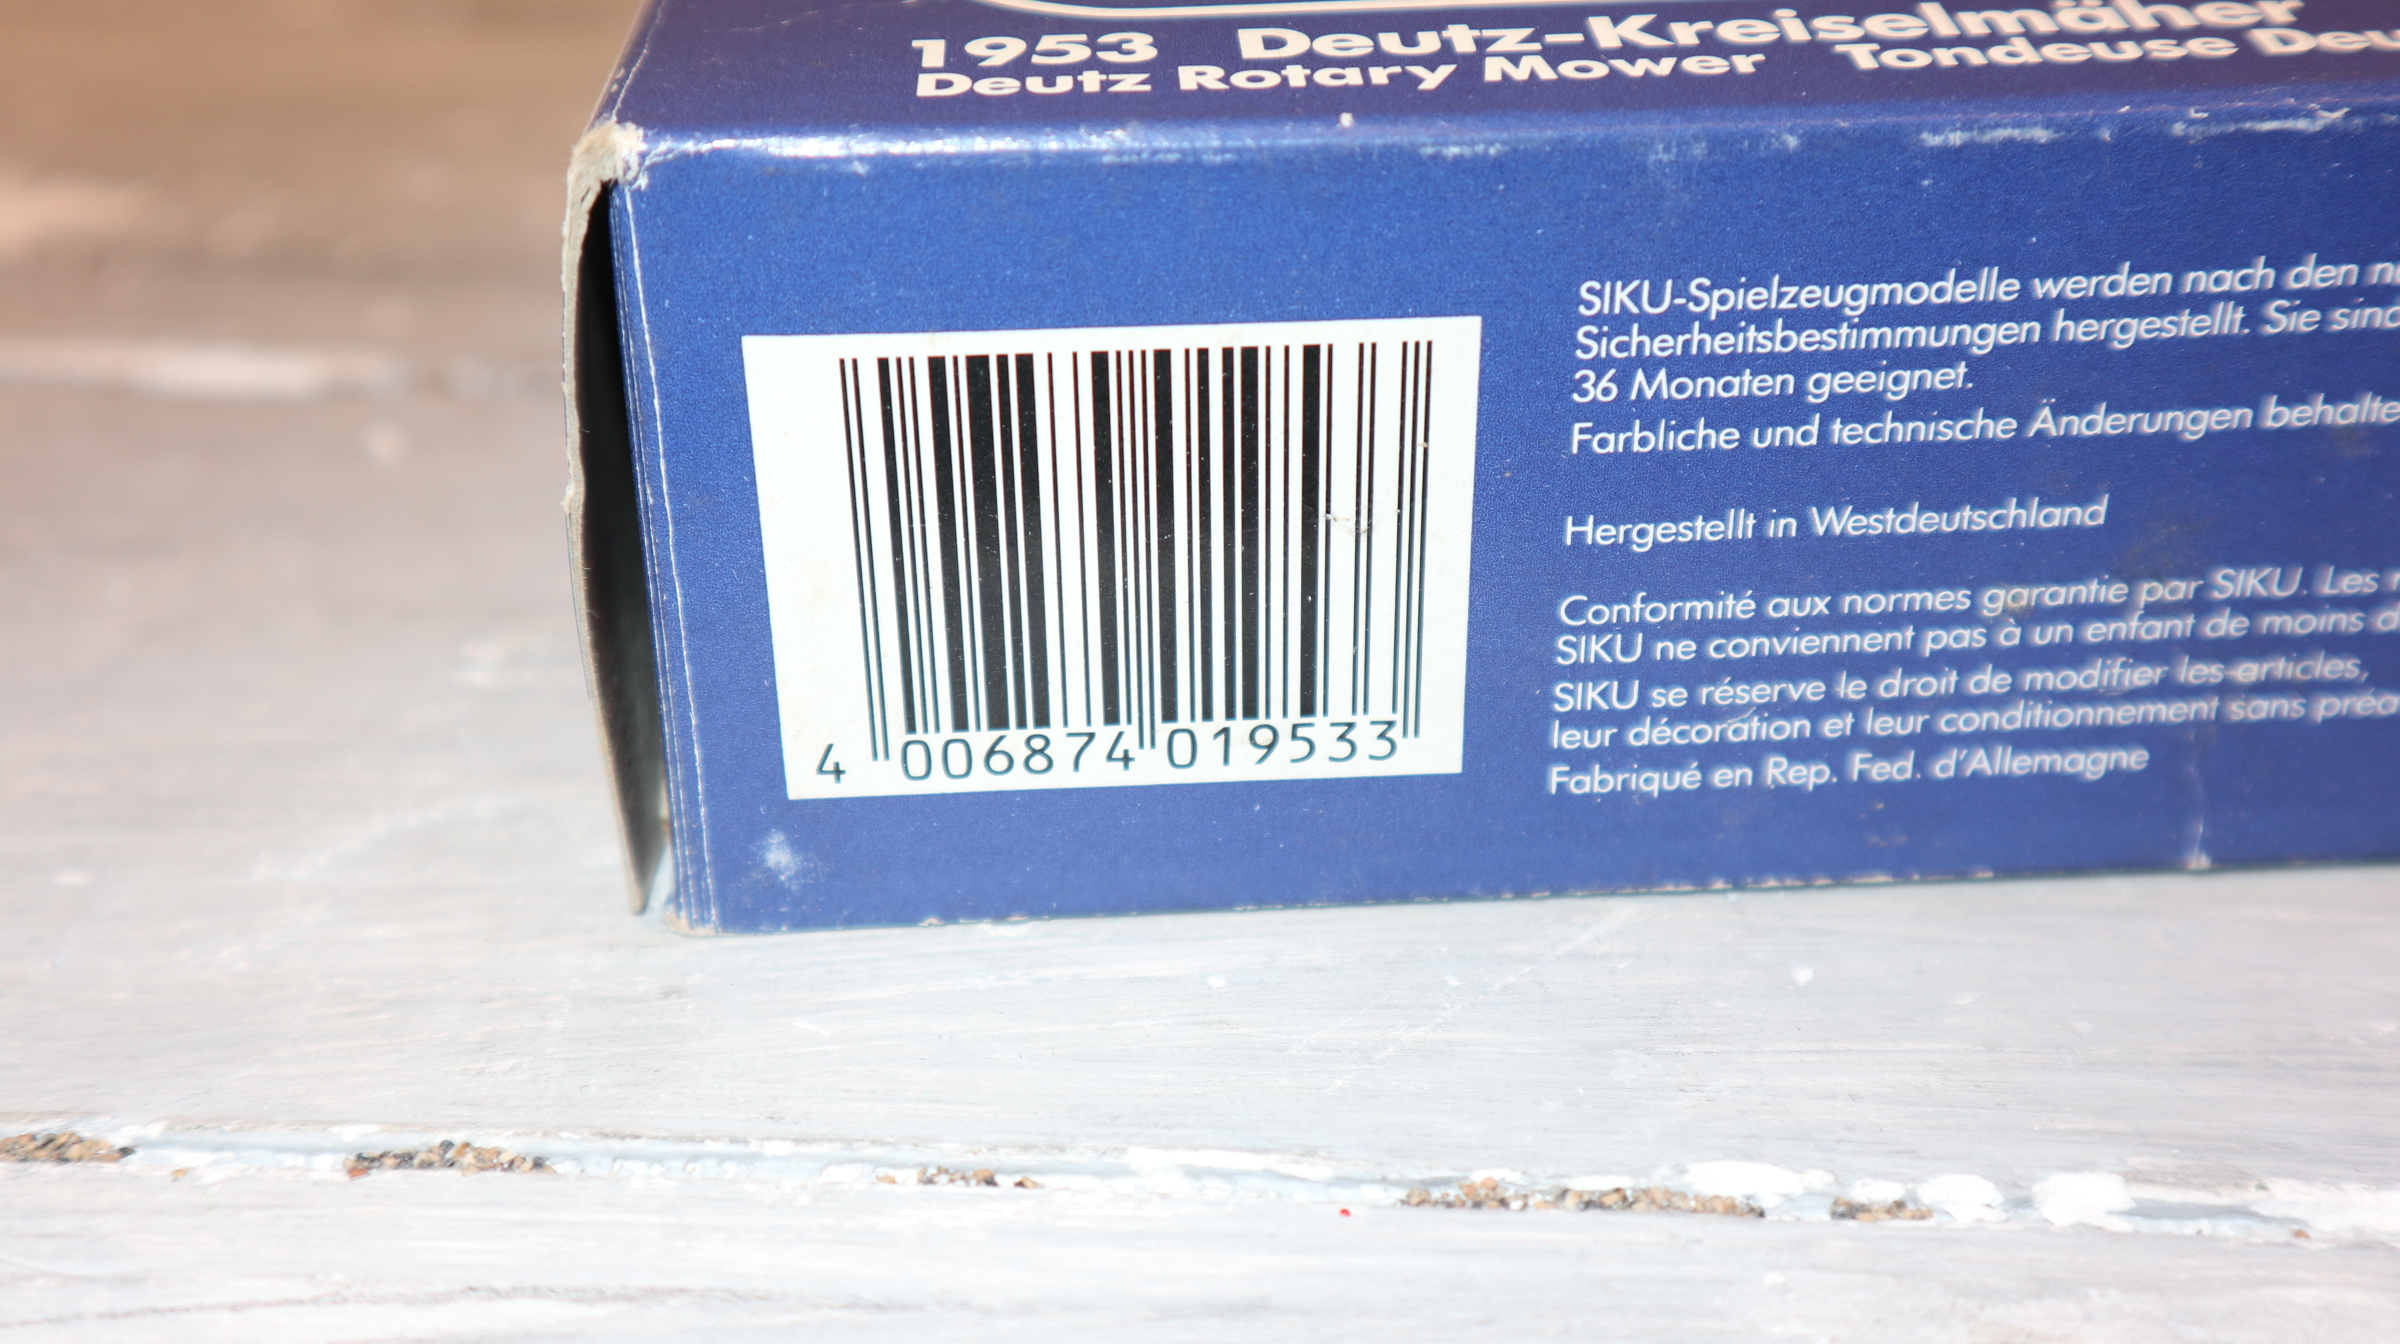 1953 Deutz-Kreiselmäher
Deutz Rotary Mower Tondeuse
SIKU-Spielzeugmodelle werden nach den
Sicherheitsbestimmungen hergestellt. Sie
36 Monaten geeignet.
Farbliche und technische Änderungen
Hergestellt in Westdeutschland
Conformité aux normes garantie par SIKU. Les
SIKU ne conviennent pas à un enfant de moins
SIKU se réserve le droit de modifier les articles,
leur décoration et leur conditionnement sans
Fabriqué en Rep. Fed. d'Allemagne
4 006874 019533